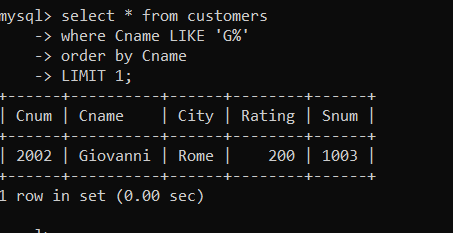 mysql> select * from customers
    -> where Cname LIKE 'G%'
    -> order by Cname
    -> LIMIT 1;
+------+----------+------+--------+------+
| Cnum | Cname    | City | Rating | Snum |
+------+----------+------+--------+------+
| 2002 | Giovanni | Rome |    200 | 1003 |
+------+----------+------+--------+------+
1 row in set (0.00 sec)